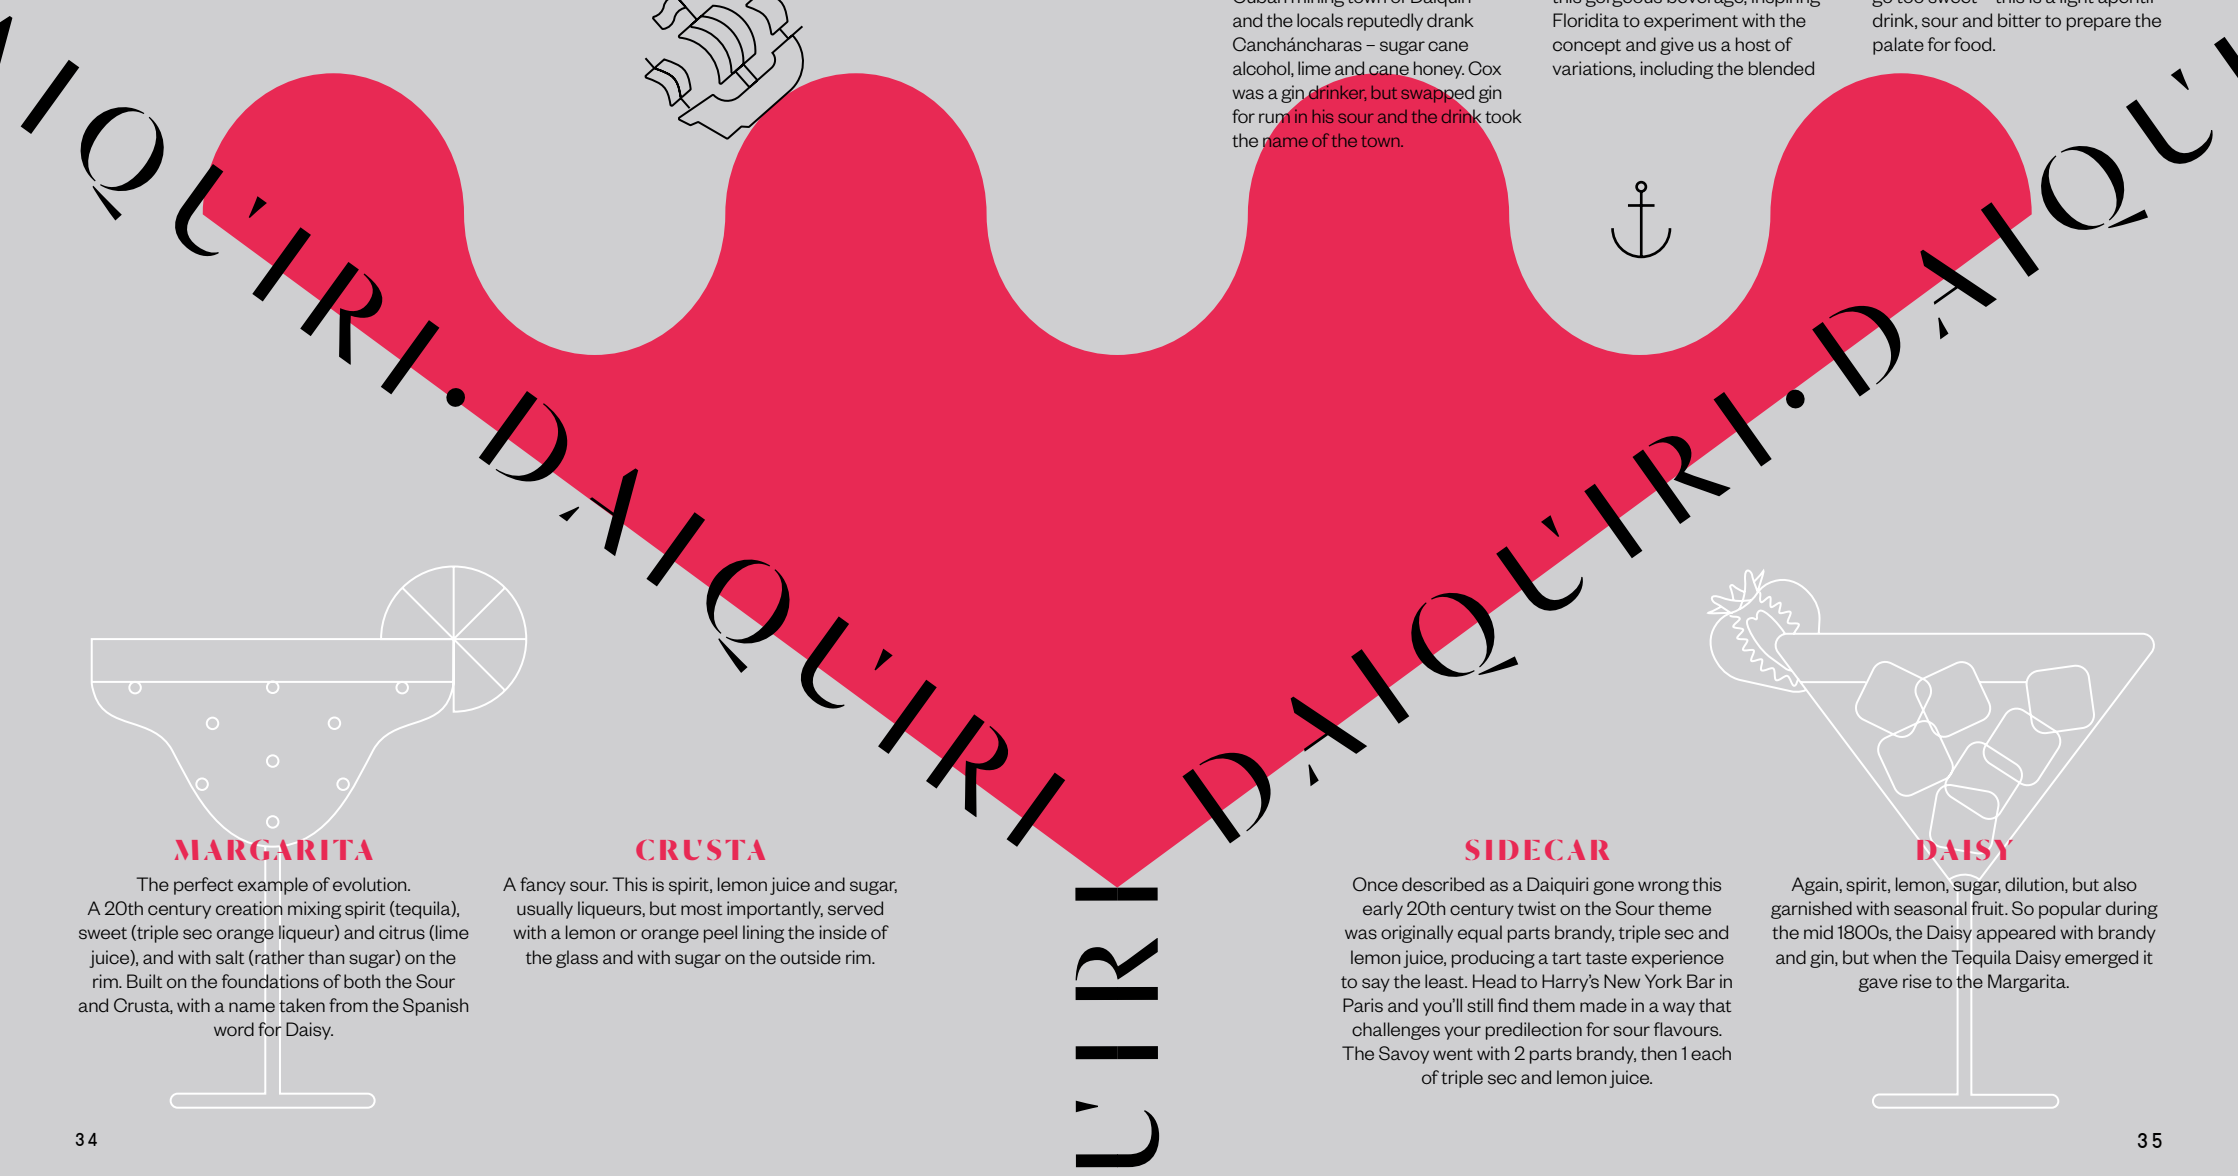 and the locals reputedly drank
Cancháncharas – sugar cane
alcohol, lime and cane honey. Cox
was a gin drinker, but swapped gin
for rum in his sour and the drink took
the name of the town.
this gorgeous beverage, inspiring
Floridita to experiment with the
concept and give us a host of
variations, including the blended
drink, sour and bitter to prepare the
palate for food.
IQUIRI • DAIQUIRI
DAIQUIRI • DAIQU
UIRI
MARGARITA
The perfect example of evolution.
A 20th century creation mixing spirit (tequila),
sweet (triple sec orange liqueur) and citrus (lime
juice), and with salt (rather than sugar) on the
rim. Built on the foundations of both the Sour
and Crusta, with a name taken from the Spanish
word for Daisy.
CRUSTA
A fancy sour. This is spirit, lemon juice and sugar,
usually liqueurs, but most importantly, served
with a lemon or orange peel lining the inside of
the glass and with sugar on the outside rim.
SIDECAR
Once described as a Daiquiri gone wrong this
early 20th century twist on the Sour theme
was originally equal parts brandy, triple sec and
lemon juice, producing a tart taste experience
to say the least. Head to Harry’s New York Bar in
Paris and you’ll still find them made in a way that
challenges your predilection for sour flavours.
The Savoy went with 2 parts brandy, then 1 each
of triple sec and lemon juice.
DAISY
Again, spirit, lemon, sugar, dilution, but also
garnished with seasonal fruit. So popular during
the mid 1800s, the Daisy appeared with brandy
and gin, but when the Tequila Daisy emerged it
gave rise to the Margarita.
34
35